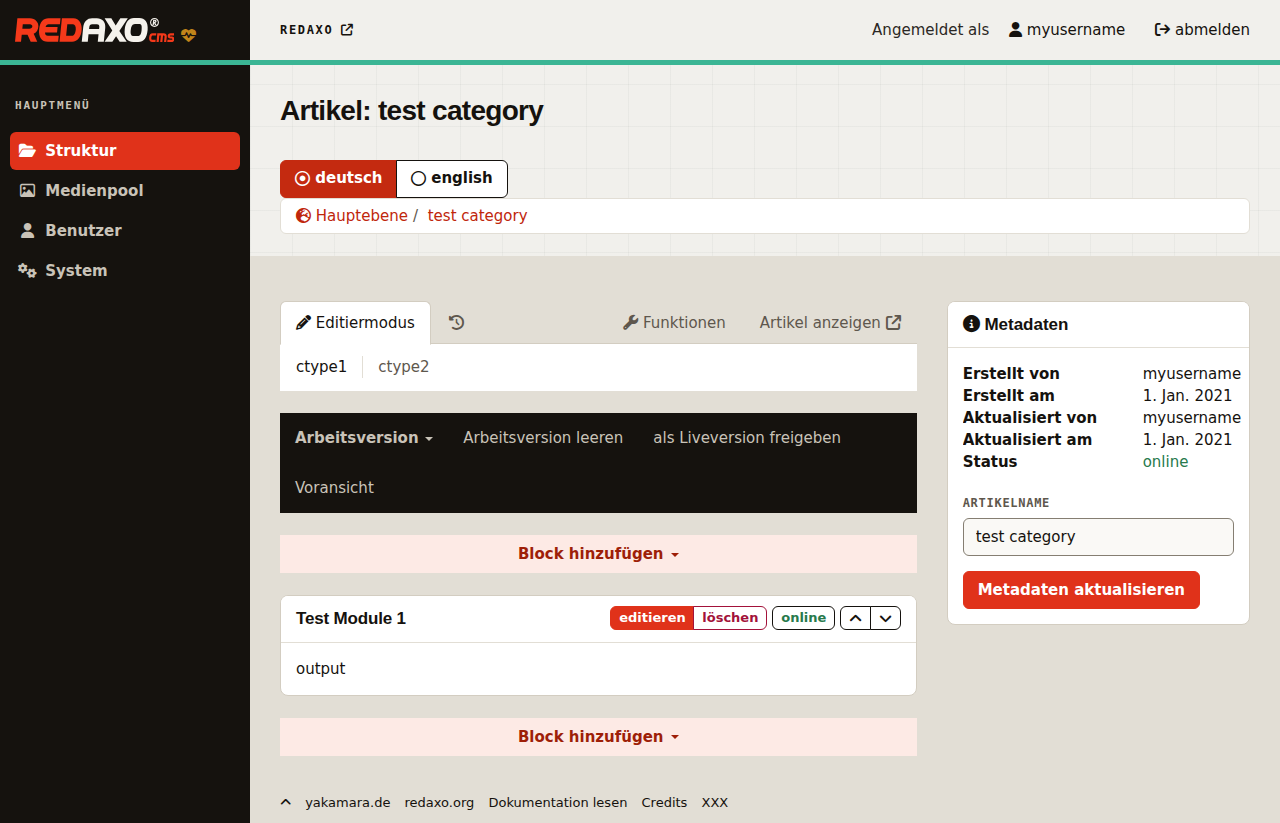 REDAXO® cms
REDAXO
Angemeldet als myusername abmelden
HAUPTMENÜ
Struktur
Medienpool
Benutzer
System
Artikel: test category
deutsch english
Hauptebene / test category
Editiermodus Funktionen Artikel anzeigen
ctype1 ctype2
Arbeitsversion Arbeitsversion leeren als Liveversion freigeben
Voransicht
Block hinzufügen
Test Module 1 editieren löschen online
output
Block hinzufügen
Metadaten
Erstellt von myusername
Erstellt am 1. Jan. 2021
Aktualisiert von myusername
Aktualisiert am 1. Jan. 2021
Status online
ARTIKELNAME
test category
Metadaten aktualisieren
yakamara.de redaxo.org Dokumentation lesen Credits XXX